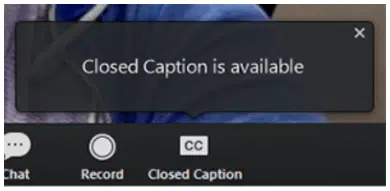 Closed Caption is available
CC
Chat Record Closed Caption